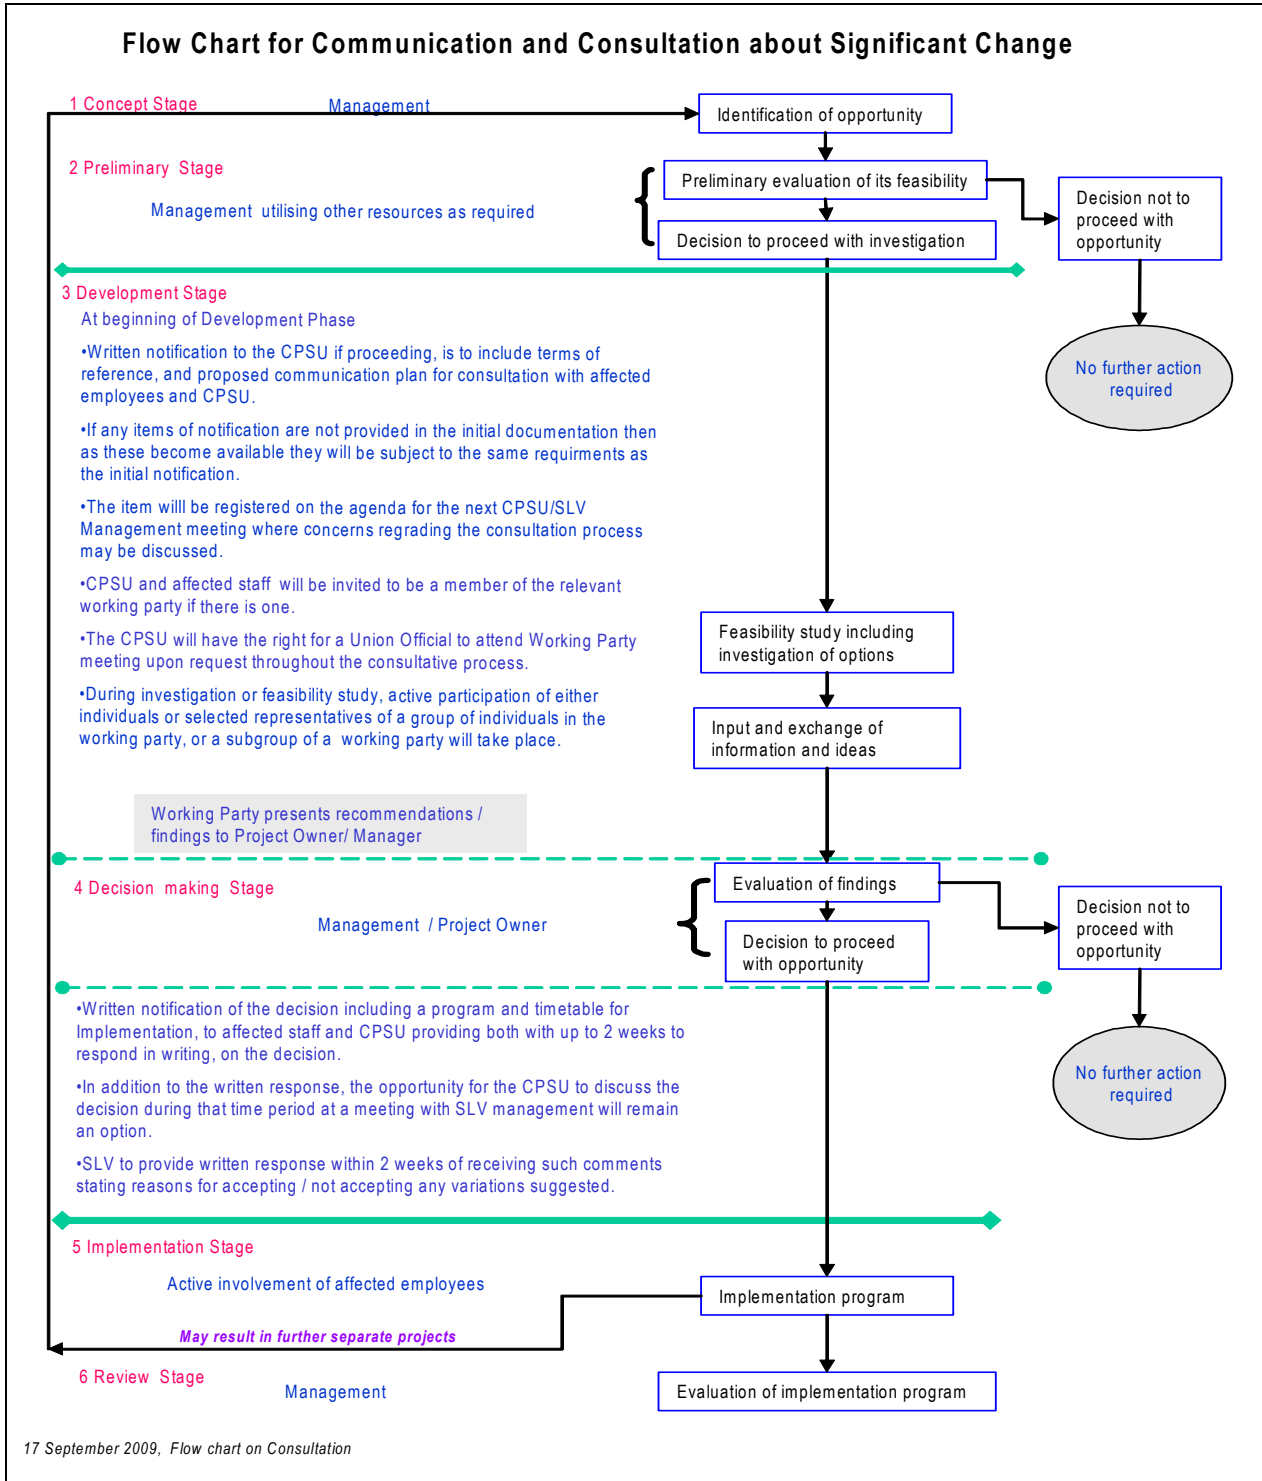 Flow Chart for Communication and Consultation about Significant Change
1 Concept Stage
Management
Identification of opportunity
2 Preliminary Stage
Preliminary evaluation of its feasibility
Management utilising other resources as required
Decision to proceed with investigation
Decision not to
proceed with
opportunity
No further action
required
3 Development Stage
At beginning of Development Phase
•Written notification to the CPSU if proceeding, is to include terms of
reference, and proposed communication plan for consultation with affected
employees and CPSU.
•If any items of notification are not provided in the initial documentation then
as these become available they will be subject to the same requirments as
the initial notification.
•The item willl be registered on the agenda for the next CPSU/SLV
Management meeting where concerns regrading the consultation process
may be discussed.
•CPSU and affected staff will be invited to be a member of the relevant
working party if there is one.
•The CPSU will have the right for a Union Official to attend Working Party
meeting upon request throughout the consultative process.
•During investigation or feasibility study, active participation of either
individuals or selected representatives of a group of individuals in the
working party, or a subgroup of a working party will take place.
Feasibility study including
investigation of options
Input and exchange of
information and ideas
Working Party presents recommendations /
findings to Project Owner/ Manager
4 Decision making Stage
Evaluation of findings
Management / Project Owner
Decision to proceed
with opportunity
Decision not to
proceed with
opportunity
No further action
required
•Written notification of the decision including a program and timetable for
Implementation, to affected staff and CPSU providing both with up to 2 weeks to
respond in writing, on the decision.
•In addition to the written response, the opportunity for the CPSU to discuss the
decision during that time period at a meeting with SLV management will remain
an option.
•SLV to provide written response within 2 weeks of receiving such comments
stating reasons for accepting / not accepting any variations suggested.
5 Implementation Stage
Active involvement of affected employees
Implementation program
May result in further separate projects
6 Review Stage
Management
Evaluation of implementation program
17 September 2009, Flow chart on Consultation